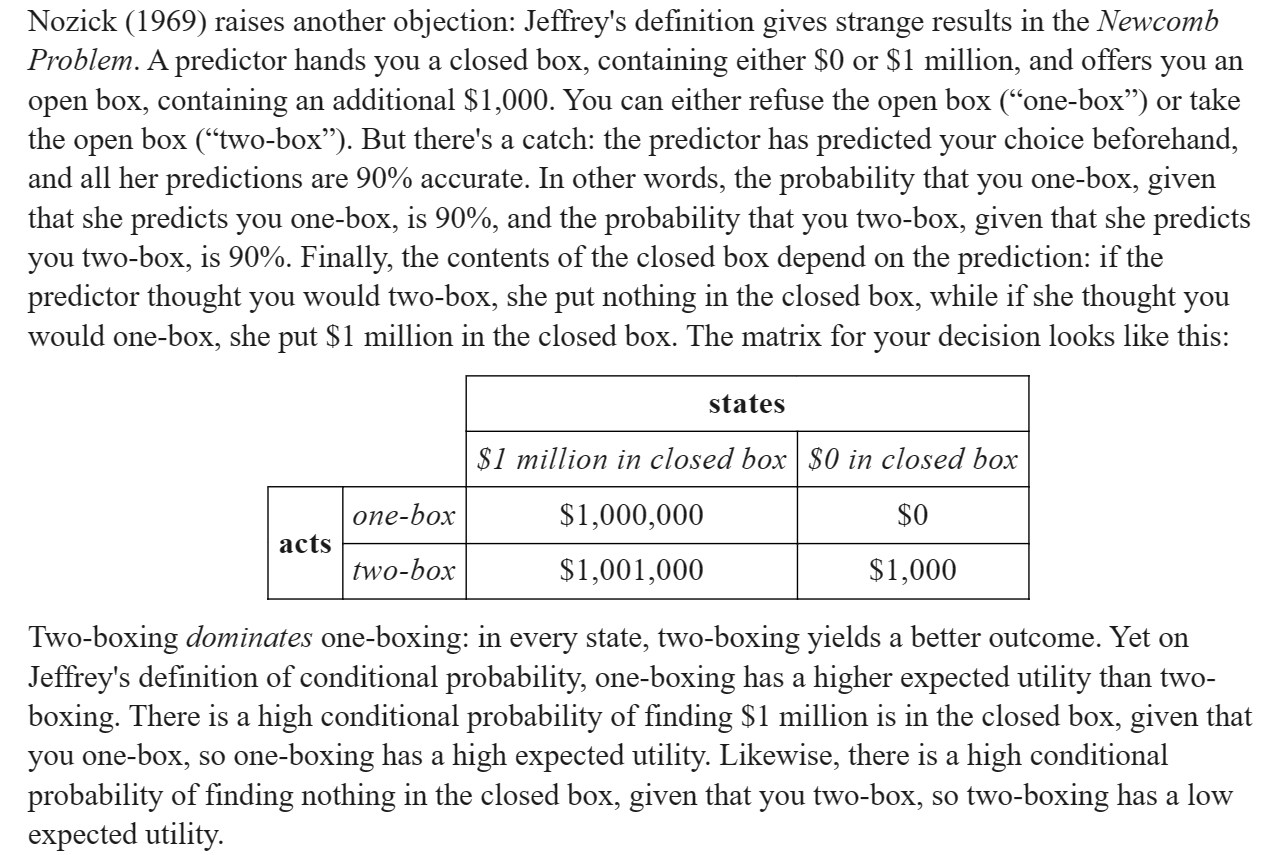 Nozick (1969) raises another objection: Jeffrey's definition gives strange results in the Newcomb
Problem. A predictor hands you a closed box, containing either $0 or $1 million, and offers you an
open box, containing an additional $1,000. You can either refuse the open box (“one-box”) or take
the open box (“two-box”). But there's a catch: the predictor has predicted your choice beforehand,
and all her predictions are 90% accurate. In other words, the probability that you one-box, given
that she predicts you one-box, is 90%, and the probability that you two-box, given that she predicts
you two-box, is 90%. Finally, the contents of the closed box depend on the prediction: if the
predictor thought you would two-box, she put nothing in the closed box, while if she thought you
would one-box, she put $1 million in the closed box. The matrix for your decision looks like this:
states
$1 million in closed box $0 in closed box
acts
one-box $1,000,000 $0
two-box $1,001,000 $1,000
Two-boxing dominates one-boxing: in every state, two-boxing yields a better outcome. Yet on
Jeffrey's definition of conditional probability, one-boxing has a higher expected utility than two-
boxing. There is a high conditional probability of finding $1 million is in the closed box, given that
you one-box, so one-boxing has a high expected utility. Likewise, there is a high conditional
probability of finding nothing in the closed box, given that you two-box, so two-boxing has a low
expected utility.